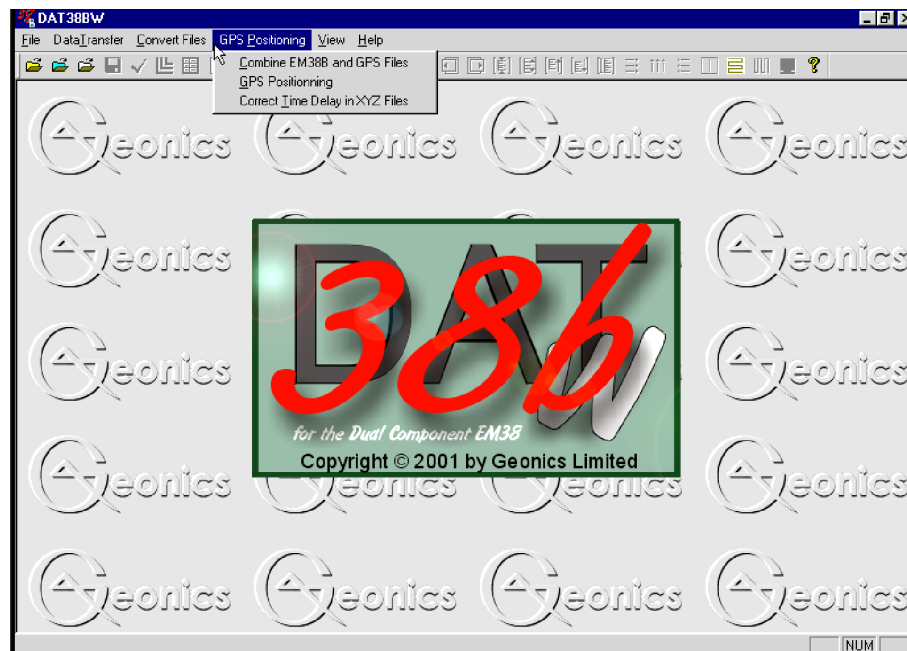 DAT38BW
File DataTransfer Convert Files GPS Positioning View Help
Combine EM38B and GPS Files
GPS Positionning
Correct Time Delay in XYZ Files
Geonics Geonics Geonics Geonics
Geonics Geonics
Geonics Geonics
Geonics Geonics Geonics Geonics
Geonics Geonics Geonics Geonics
DAT
38b
W
for the Dual Component EM38
Copyright © 2001 by Geonics Limited
NUM